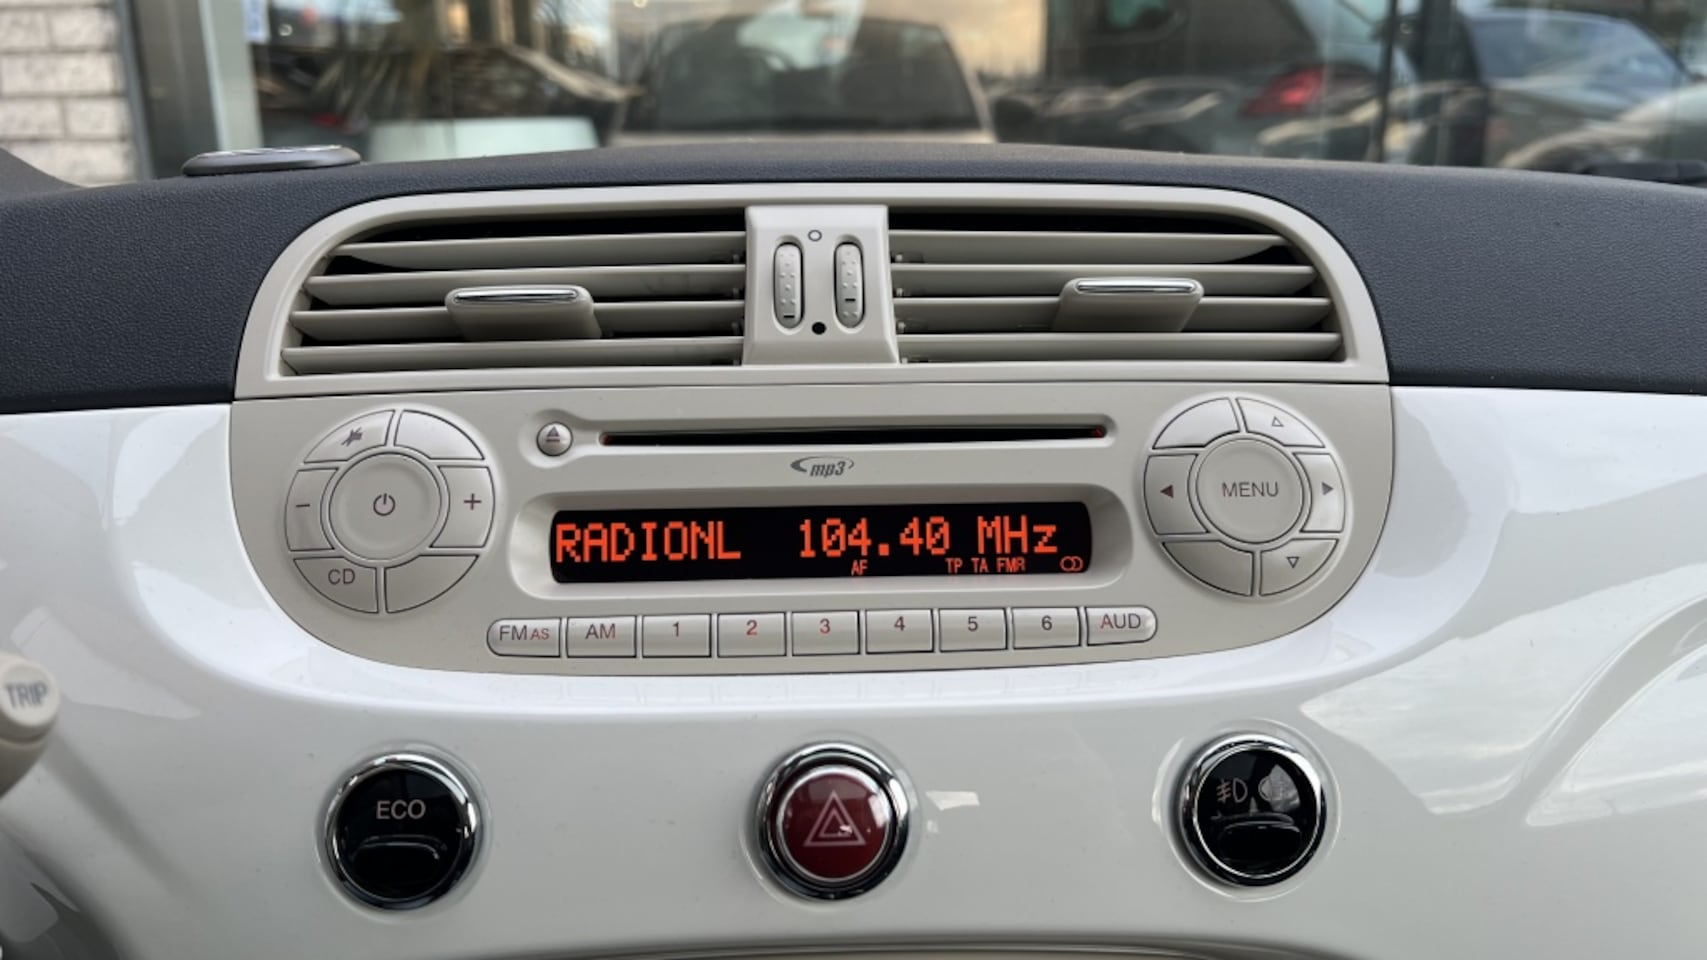 mp3
MENU
CD
RADIONL 104.40 MHz
AF TP TA FMR
FM AS AM 1 2 3 4 5 6 AUD
TRIP
ECO